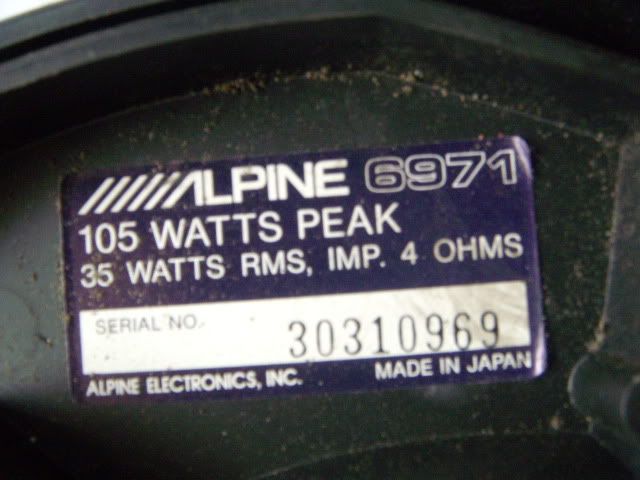 ALPINE 6971
105 WATTS PEAK
35 WATTS RMS, IMP. 4 OHMS
SERIAL NO. 30310969
ALPINE ELECTRONICS, INC. MADE IN JAPAN